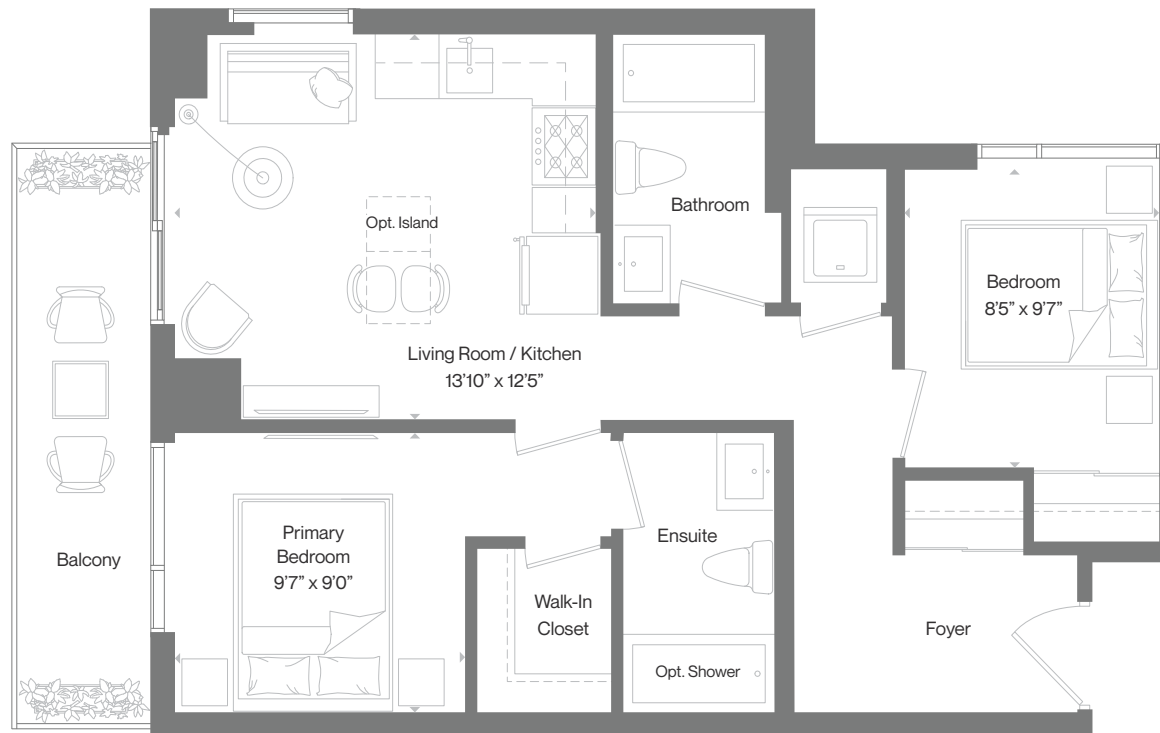 Opt. Island
Bathroom
Bedroom
8’5” x 9’7”
Living Room / Kitchen
13’10” x 12’5”
Balcony
Primary
Bedroom
9’7” x 9’0”
Ensuite
Walk-In
Closet
Foyer
Opt. Shower